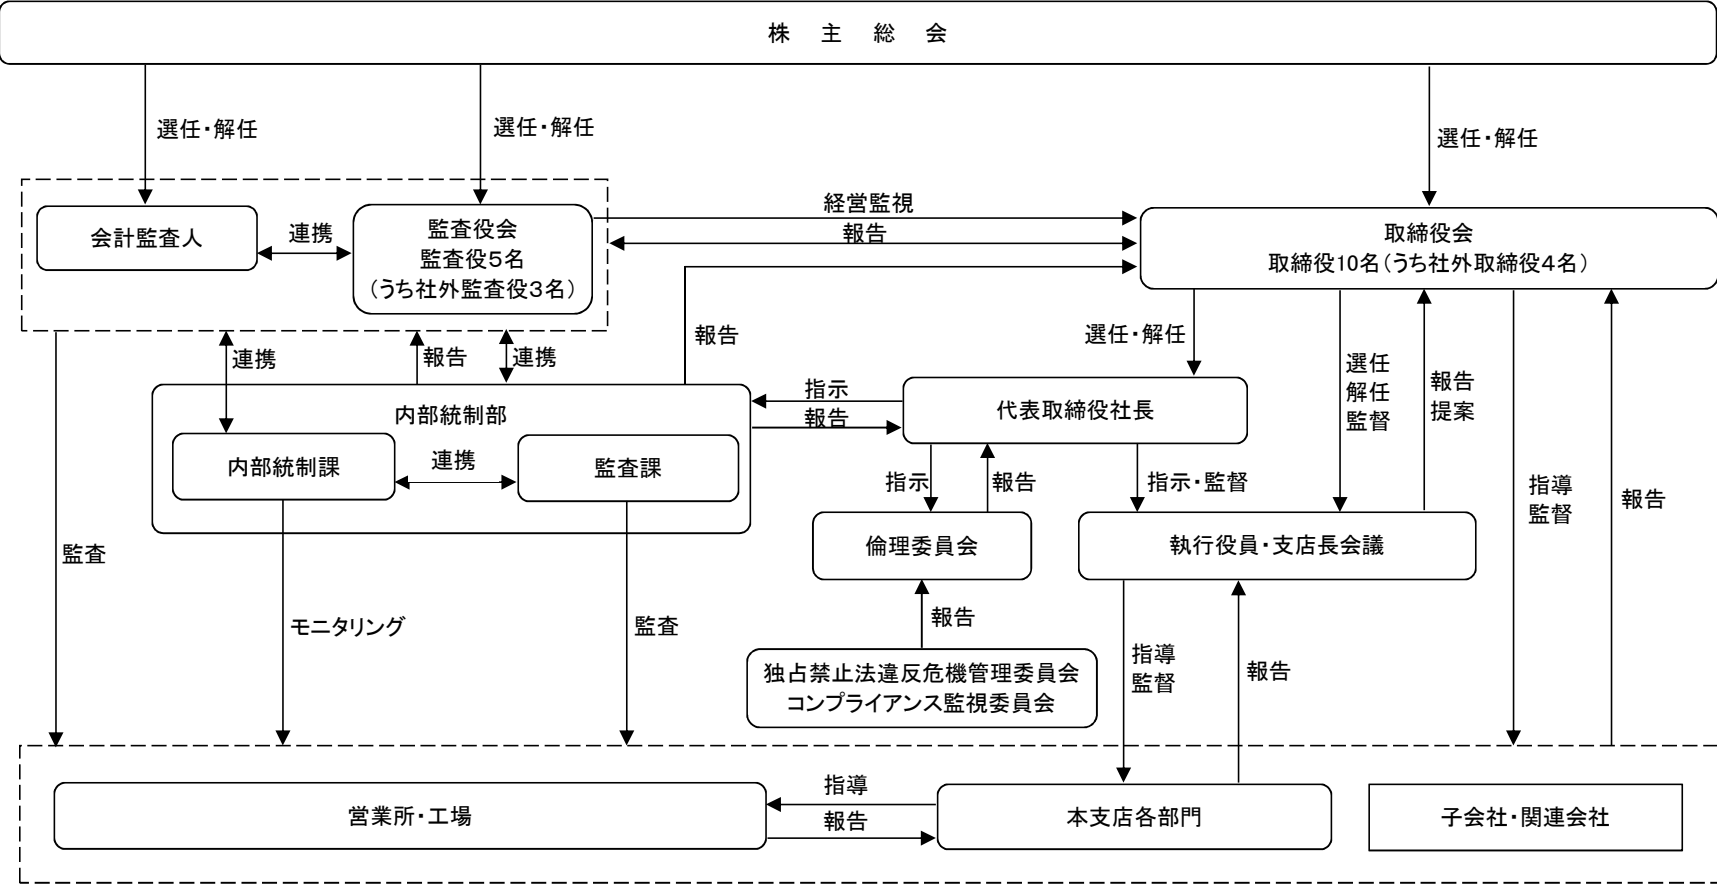 株 主 総 会
選任・解任
選任・解任
選任・解任
会計監査人
連携
監査役会
監査役5名
(うち社外監査役3名)
経営監視
報告
取締役会
取締役10名(うち社外取締役4名)
連携
報告
連携
報告
選任・解任
選任
解任
監督
報告
提案
指導
監督
報告
内部統制部
指示
報告
代表取締役社長
内部統制課
連携
監査課
指示
報告
指示・監督
監査
倫理委員会
執行役員・支店長会議
モニタリング
監査
報告
独占禁止法違反危機管理委員会
コンプライアンス監視委員会
指導
監督
報告
営業所・工場
指導
報告
本支店各部門
子会社・関連会社